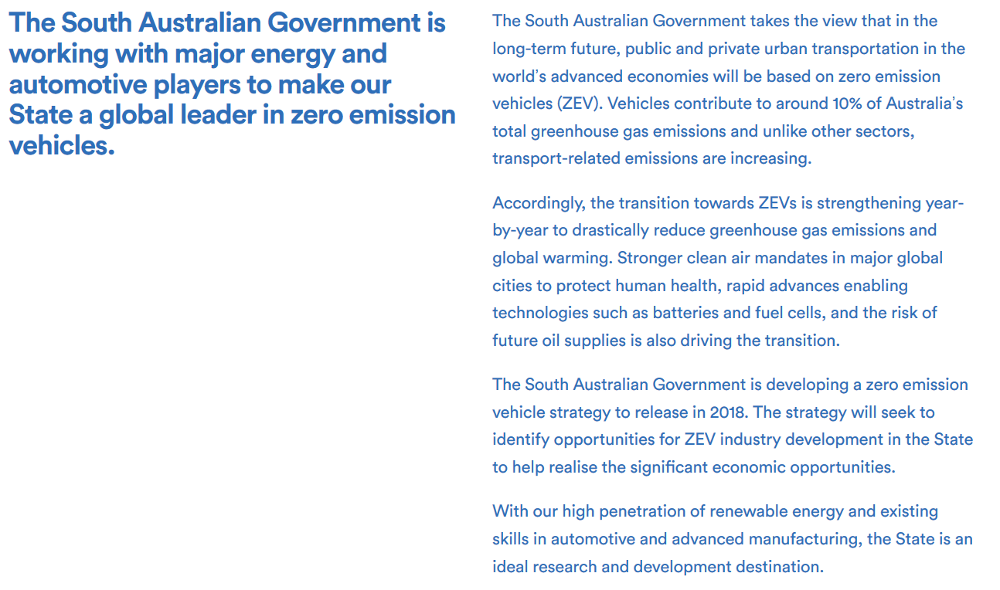 The South Australian Government is
working with major energy and
automotive players to make our
State a global leader in zero emission
vehicles.
The South Australian Government takes the view that in the
long-term future, public and private urban transportation in the
world’s advanced economies will be based on zero emission
vehicles (ZEV). Vehicles contribute to around 10% of Australia’s
total greenhouse gas emissions and unlike other sectors,
transport-related emissions are increasing.
Accordingly, the transition towards ZEVs is strengthening year-
by-year to drastically reduce greenhouse gas emissions and
global warming. Stronger clean air mandates in major global
cities to protect human health, rapid advances enabling
technologies such as batteries and fuel cells, and the risk of
future oil supplies is also driving the transition.
The South Australian Government is developing a zero emission
vehicle strategy to release in 2018. The strategy will seek to
identify opportunities for ZEV industry development in the State
to help realise the significant economic opportunities.
With our high penetration of renewable energy and existing
skills in automotive and advanced manufacturing, the State is an
ideal research and development destination.